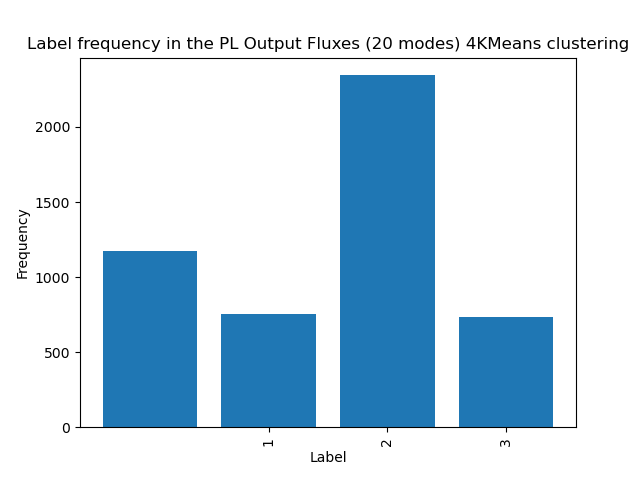 Label frequency in the PL Output Fluxes (20 modes) 4KMeans clustering
2000
1500
1000
500
0
Frequency
1
2
3
Label